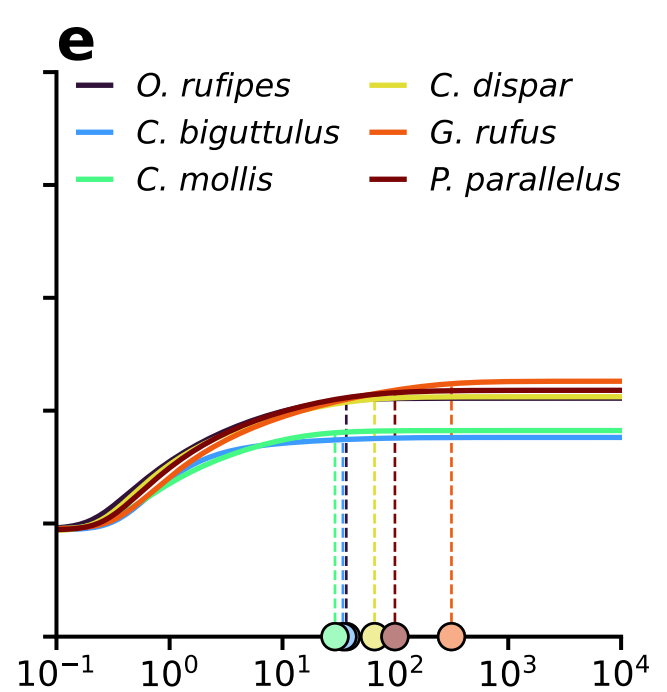 e
O. rufipes
C. biguttulus
C. mollis
C. dispar
G. rufus
P. parallelus
10⁻¹ 10⁰ 10¹ 10² 10³ 10⁴